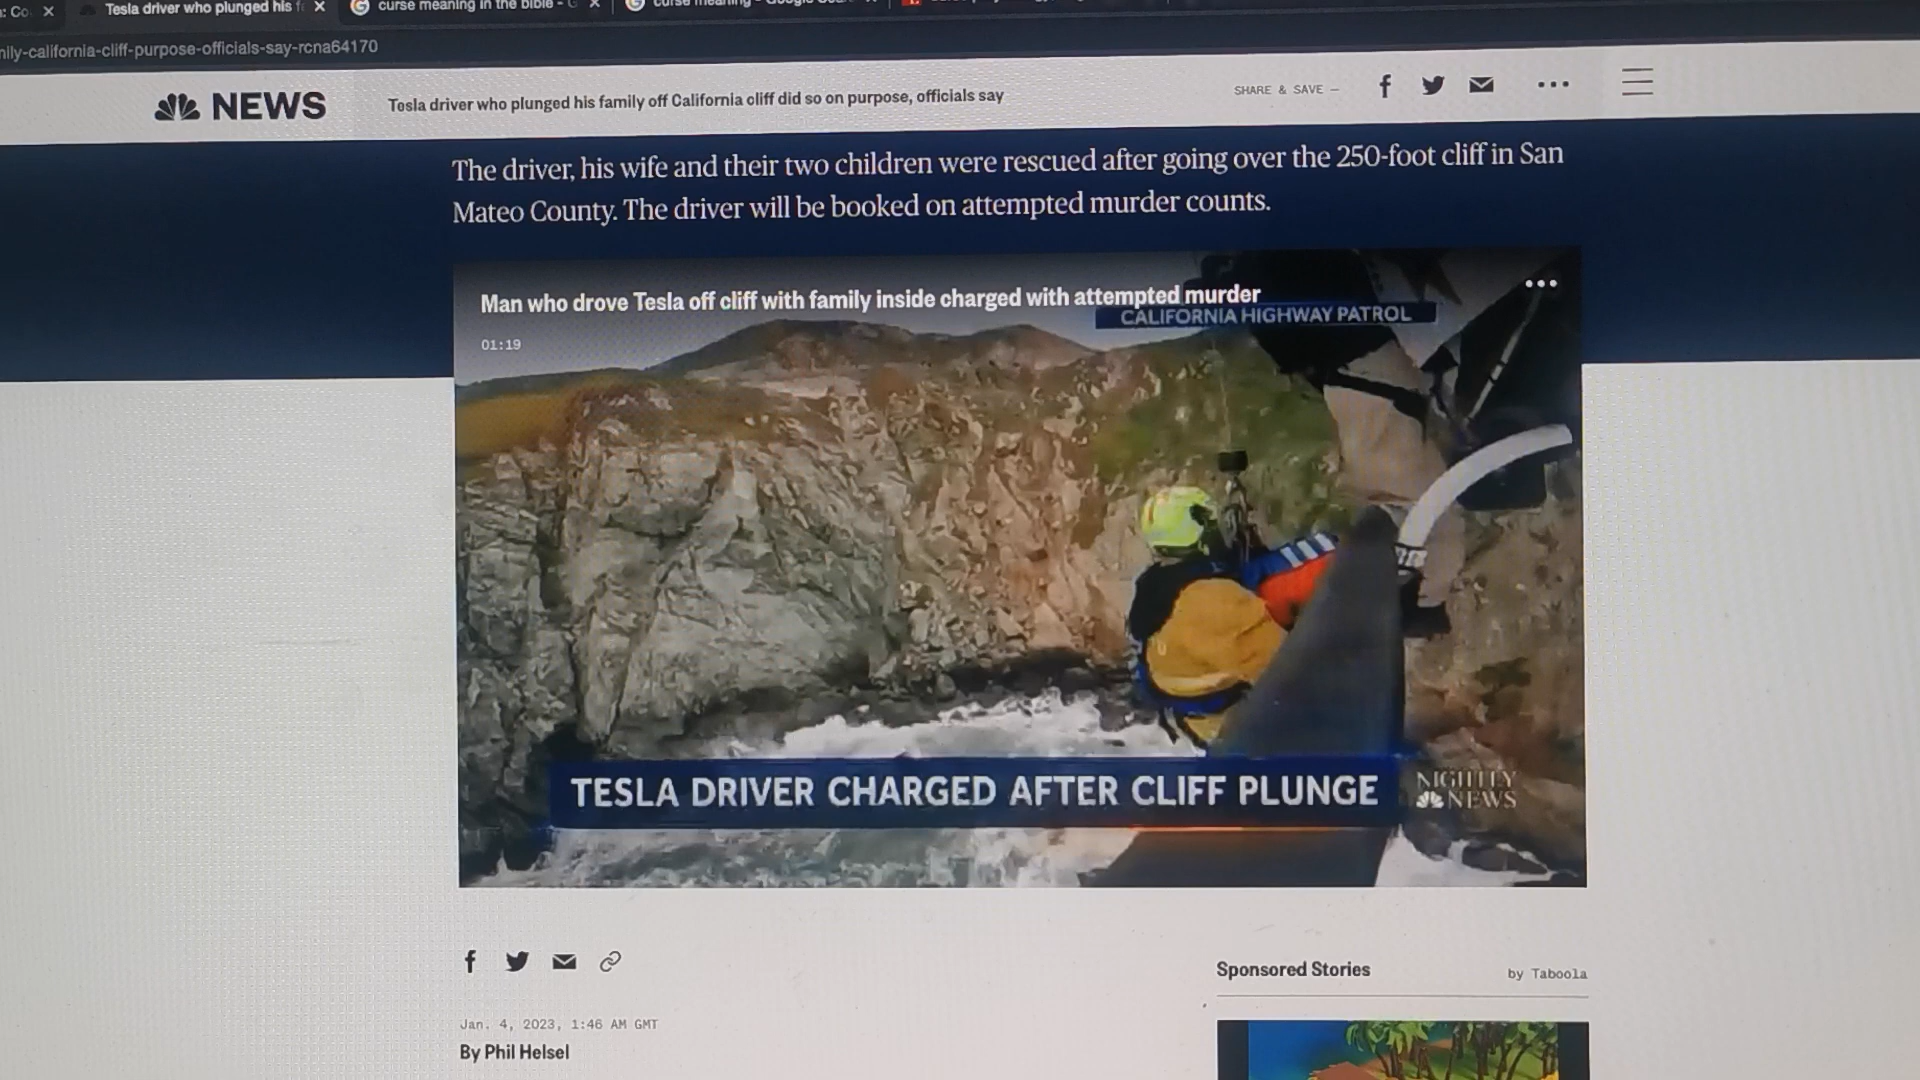 Co
Tesla driver who plunged his f
curse meaning in the bible - G
curse meaning - Google
nily-california-cliff-purpose-officials-say-rcna64170
NEWS
Tesla driver who plunged his family off California cliff did so on purpose, officials say
SHARE & SAVE —
The driver, his wife and their two children were rescued after going over the 250-foot cliff in San
Mateo County. The driver will be booked on attempted murder counts.
Man who drove Tesla off cliff with family inside charged with attempted murder
CALIFORNIA HIGHWAY PATROL
01:19
TESLA DRIVER CHARGED AFTER CLIFF PLUNGE
NIGHTLY
NEWS
Sponsored Stories
by Taboola
Jan. 4, 2023, 1:46 AM GMT
By Phil Helsel